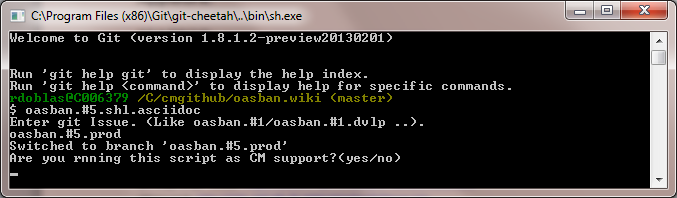 C:\Program Files (x86)\Git\git-cheetah\..\bin\sh.exe
Welcome to Git (version 1.8.1.2-preview20130201)
Run 'git help git' to display the help index.
Run 'git help <command>' to display help for specific commands.
rdoblas@C006379 /C/cmgithub/oasban.wiki (master)
$ oasban.#5.shl.asciidoc
Enter git Issue. (Like oasban.#1/oasban.#1.dvlp ..).
oasban.#5.prod
Switched to branch 'oasban.#5.prod'
Are you rnning this script as CM support?(yes/no)